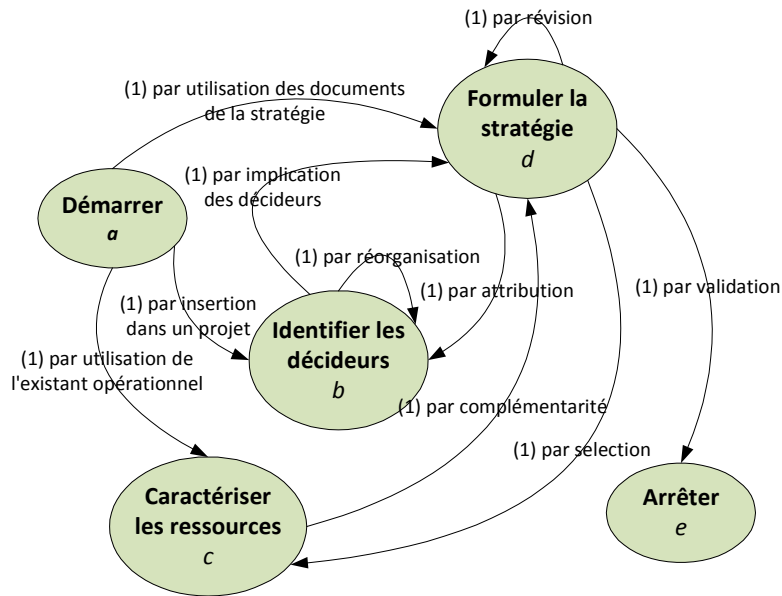 (1) par révision
Formuler la
stratégie
d
(1) par utilisation des documents
de la stratégie
(1) par implication
des décideurs
Démarrer
a
(1) par réorganisation
(1) par attribution
(1) par validation
(1) par insertion
dans un projet
Identifier les
décideurs
b
(1) par utilisation de
l'existant opérationnel
(1) par complémentarité
(1) par sélection
Caractériser
les ressources
c
Arrêter
e